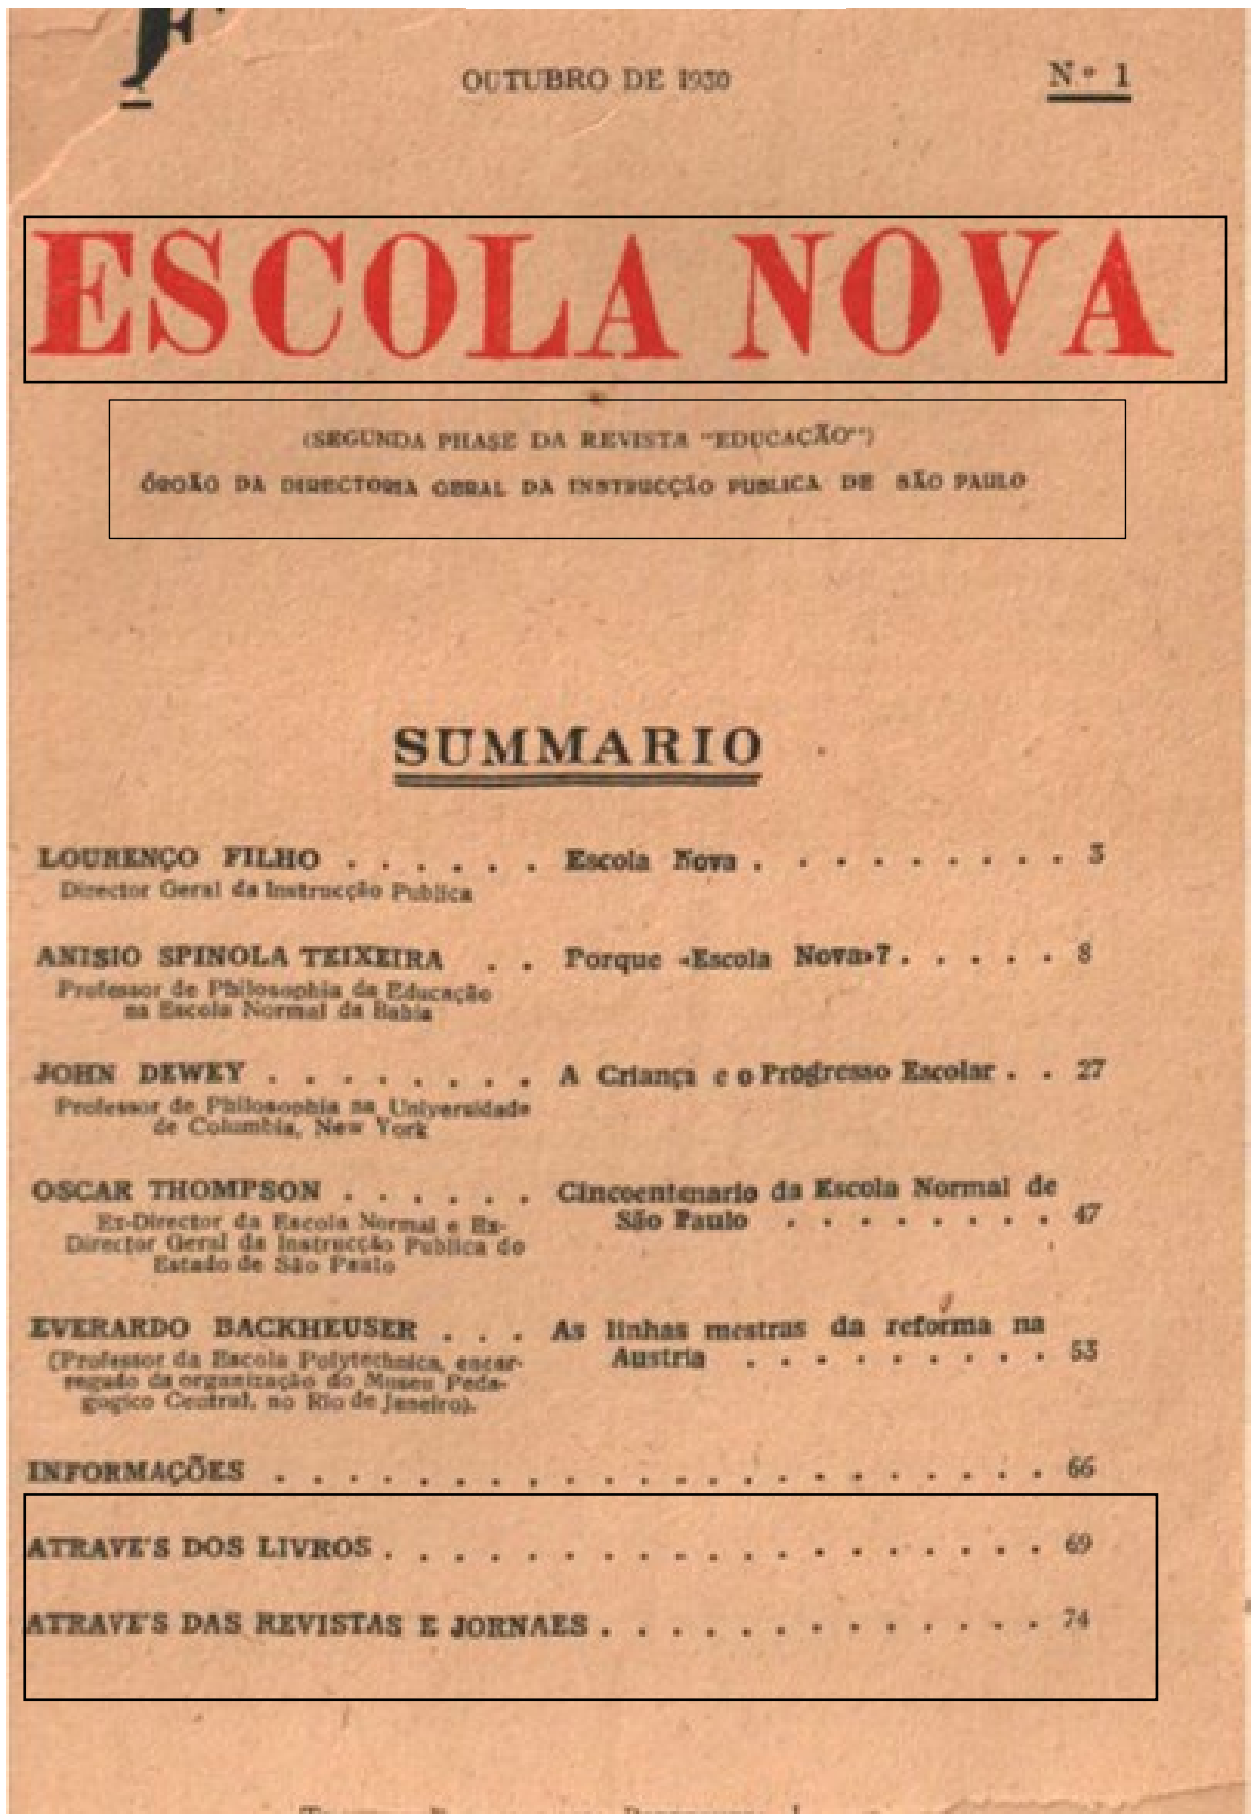 OUTUBRO DE 1930
N.º 1
ESCOLA NOVA
(SEGUNDA PHASE DA REVISTA "EDUCAÇÃO")
ÓRGÃO DA DIRECTORIA GERAL DA INSTRUCÇÃO PUBLICA DE SÃO PAULO
SUMMARIO
LOURENÇO FILHO . . . . . . Escola Nova . . . . . . . . . 3
Director Geral da Instrucção Publica
ANISIO SPINOLA TEIXEIRA . . Porque «Escola Nova»? . . . . . 8
Professor de Philosophia da Educação
na Escola Normal da Bahia
JOHN DEWEY . . . . . . . . A Criança e o Progresso Escolar . . 27
Professor de Philosophia na Universidade
de Columbia, New York
OSCAR THOMPSON . . . . . . Cincoentenario da Escola Normal de
São Paulo . . . . . . . . 47
Ex-Director da Escola Normal e Ex-
Director Geral da Instrucção Publica do
Estado de São Paulo
EVERARDO BACKHEUSER . . . As linhas mestras da reforma na
Austria . . . . . . . . . 53
(Professor da Escola Polytechnica, encar-
regado da organização do Museu Peda-
gogico Central, no Rio de Janeiro).
INFORMAÇÕES . . . . . . . . . . . . . . . . . . . . . . 66
ATRAVE'S DOS LIVROS . . . . . . . . . . . . . . . . . . . 69
ATRAVE'S DAS REVISTAS E JORNAES . . . . . . . . . . . . . 74